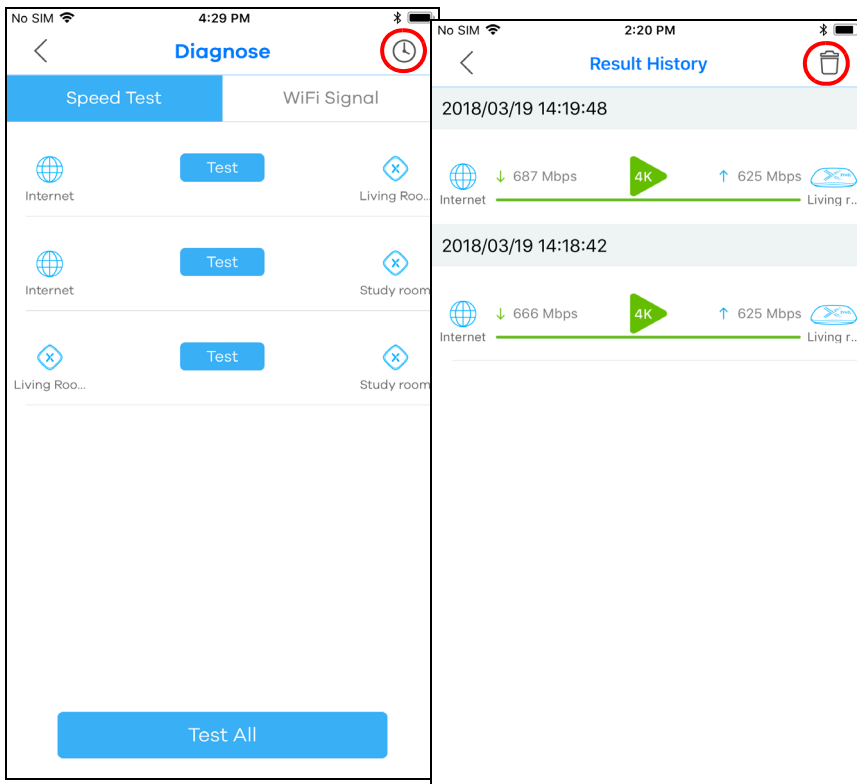 No SIM 4:29 PM
Diagnose
Speed Test WiFi Signal
Test
Internet Living Roo...
Test
Internet Study room
Test
Living Roo... Study room
Test All
No SIM 2:20 PM
Result History
2018/03/19 14:19:48
↓ 687 Mbps 4K ↑ 625 Mbps
Internet Living r...
2018/03/19 14:18:42
↓ 666 Mbps 4K ↑ 625 Mbps
Internet Living r...